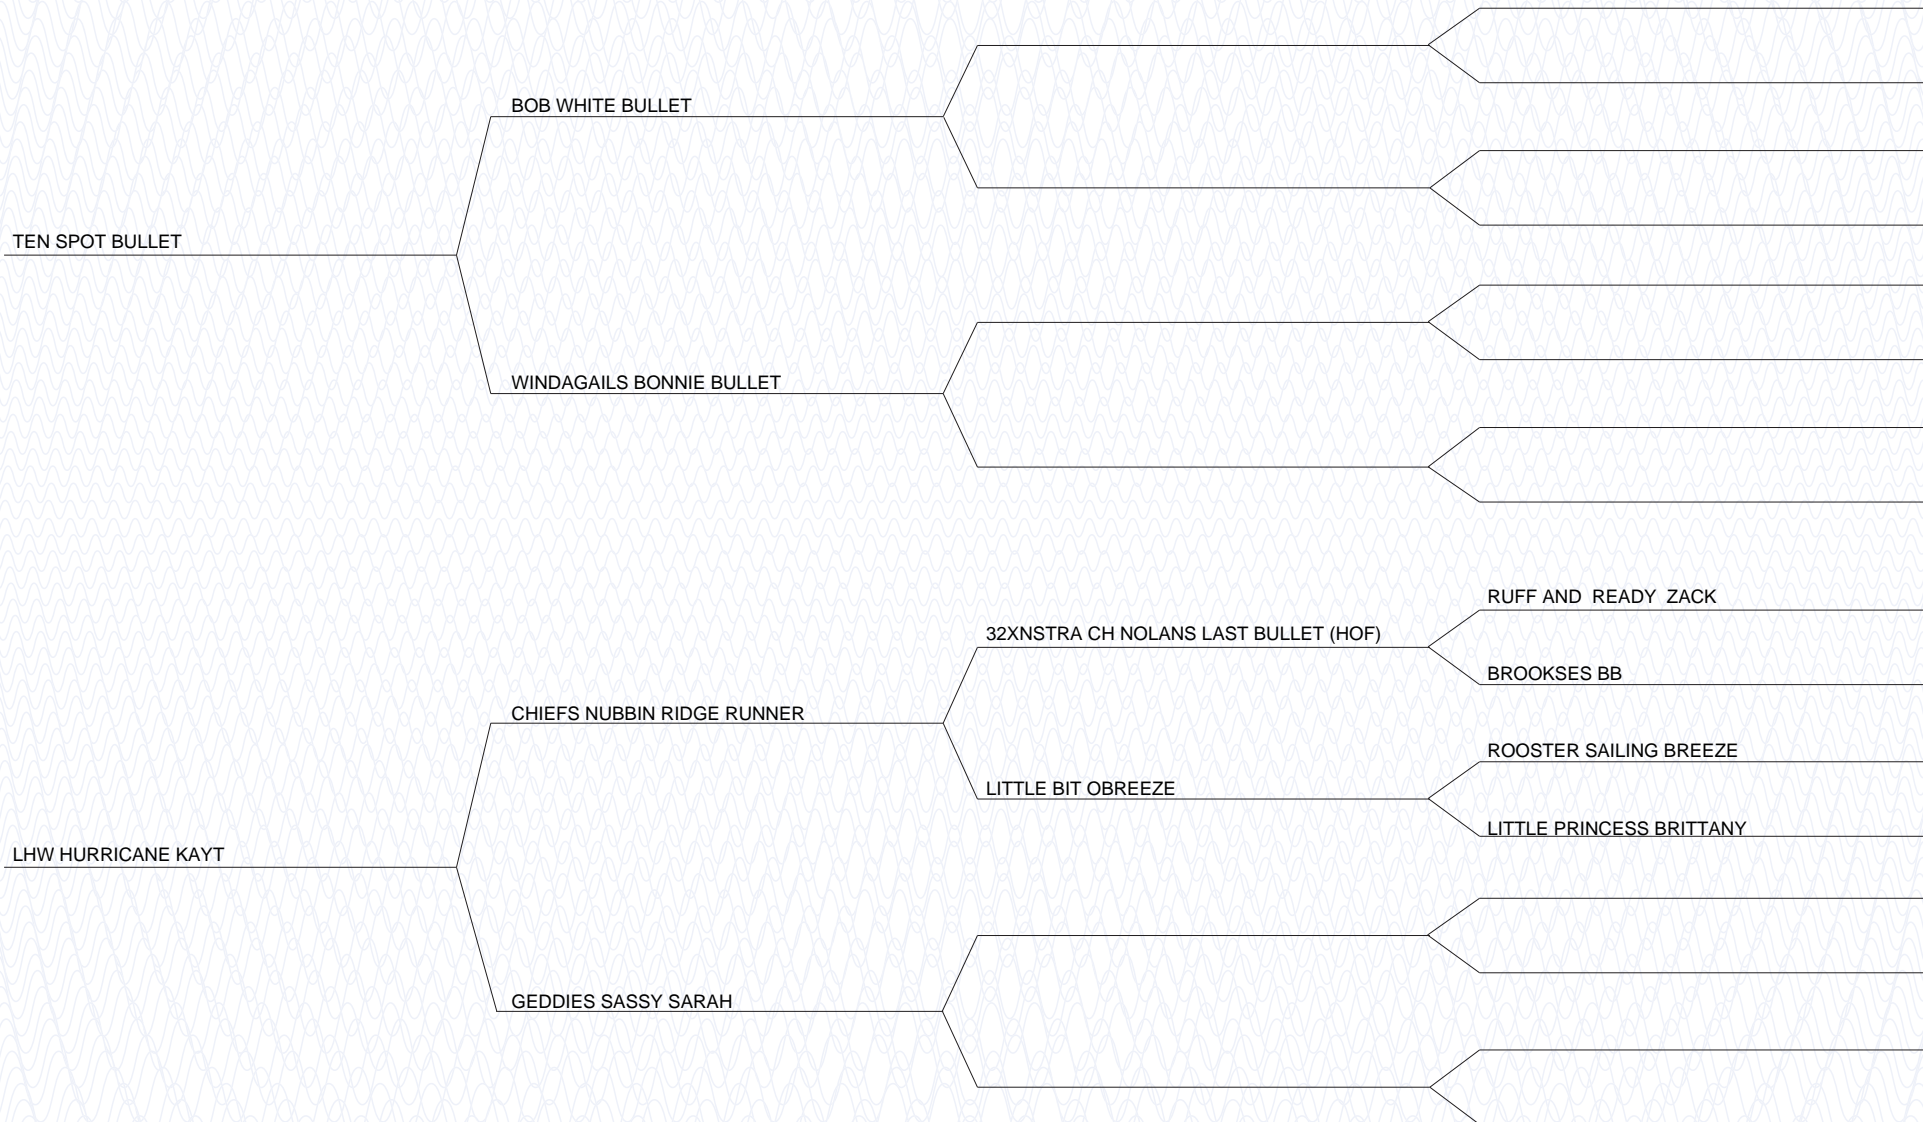 BOB WHITE BULLET
TEN SPOT BULLET
WINDAGAILS BONNIE BULLET
RUFF AND  READY  ZACK
32XNSTRA CH NOLANS LAST BULLET (HOF)
BROOKSES BB
CHIEFS NUBBIN RIDGE RUNNER
ROOSTER SAILING BREEZE
LITTLE BIT OBREEZE
LITTLE PRINCESS BRITTANY
LHW HURRICANE KAYT
GEDDIES SASSY SARAH